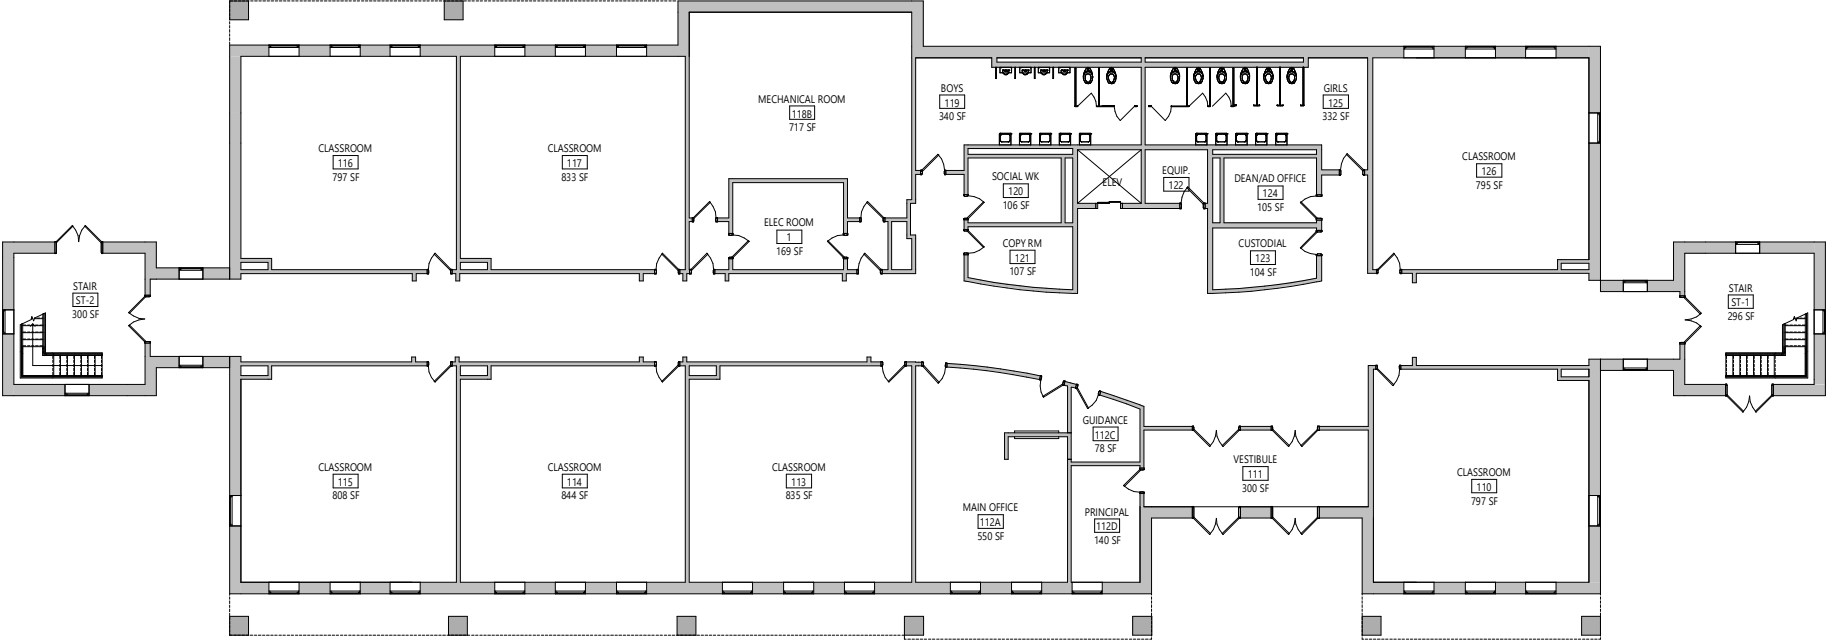 MECHANICAL ROOM
118B
717 SF
BOYS
119
340 SF
GIRLS
125
332 SF
CLASSROOM
116
797 SF
CLASSROOM
117
833 SF
CLASSROOM
126
795 SF
SOCIAL WK
120
106 SF
ELEV
EQUIP.
122
DEAN/AD OFFICE
124
105 SF
ELEC ROOM
1
169 SF
COPY RM
121
107 SF
CUSTODIAL
123
104 SF
STAIR
ST-2
300 SF
STAIR
ST-1
296 SF
CLASSROOM
115
808 SF
CLASSROOM
114
844 SF
CLASSROOM
113
835 SF
GUIDANCE
112C
78 SF
VESTIBULE
111
300 SF
CLASSROOM
110
797 SF
MAIN OFFICE
112A
550 SF
PRINCIPAL
112D
140 SF